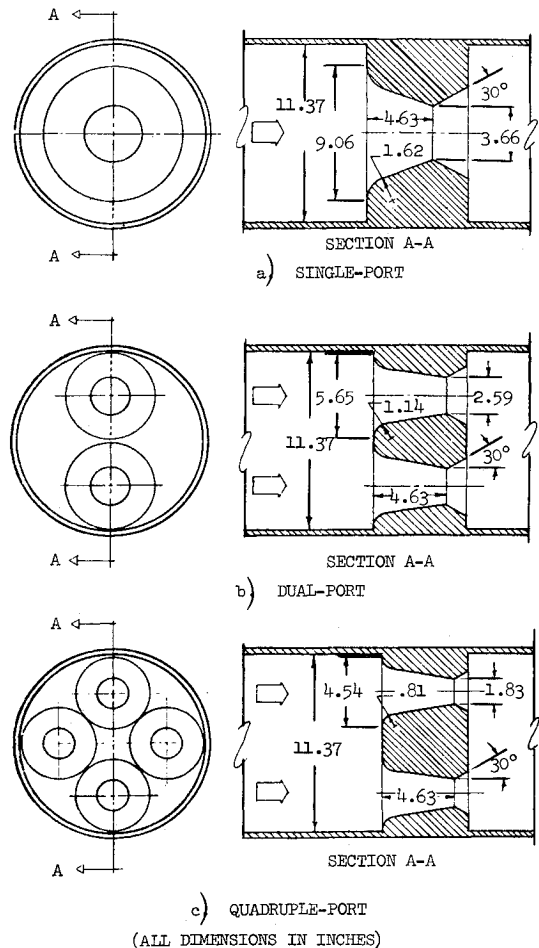 A
A
11.37
9.06
4.63
1.62
30°
3.66
SECTION A-A
a) SINGLE-PORT
A
A
5.65
11.37
1.14
2.59
30°
4.63
SECTION A-A
b) DUAL-PORT
A
A
4.54
11.37
.81
1.83
30°
4.63
SECTION A-A
c) QUADRUPLE-PORT
(ALL DIMENSIONS IN INCHES)